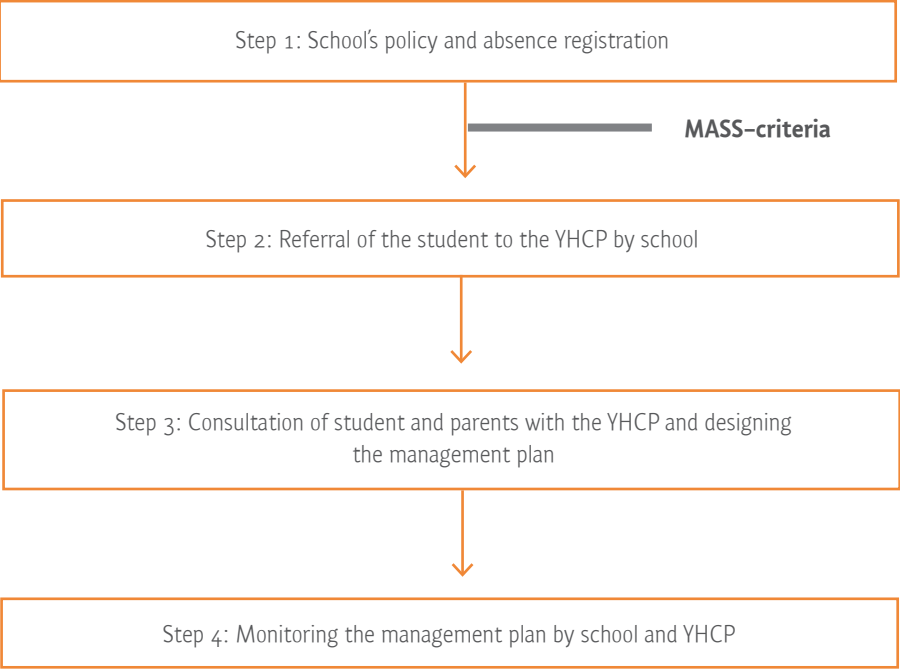 Step 1: School's policy and absence registration
MASS–criteria
Step 2: Referral of the student to the YHCP by school
Step 3: Consultation of student and parents with the YHCP and designing
the management plan
Step 4: Monitoring the management plan by school and YHCP